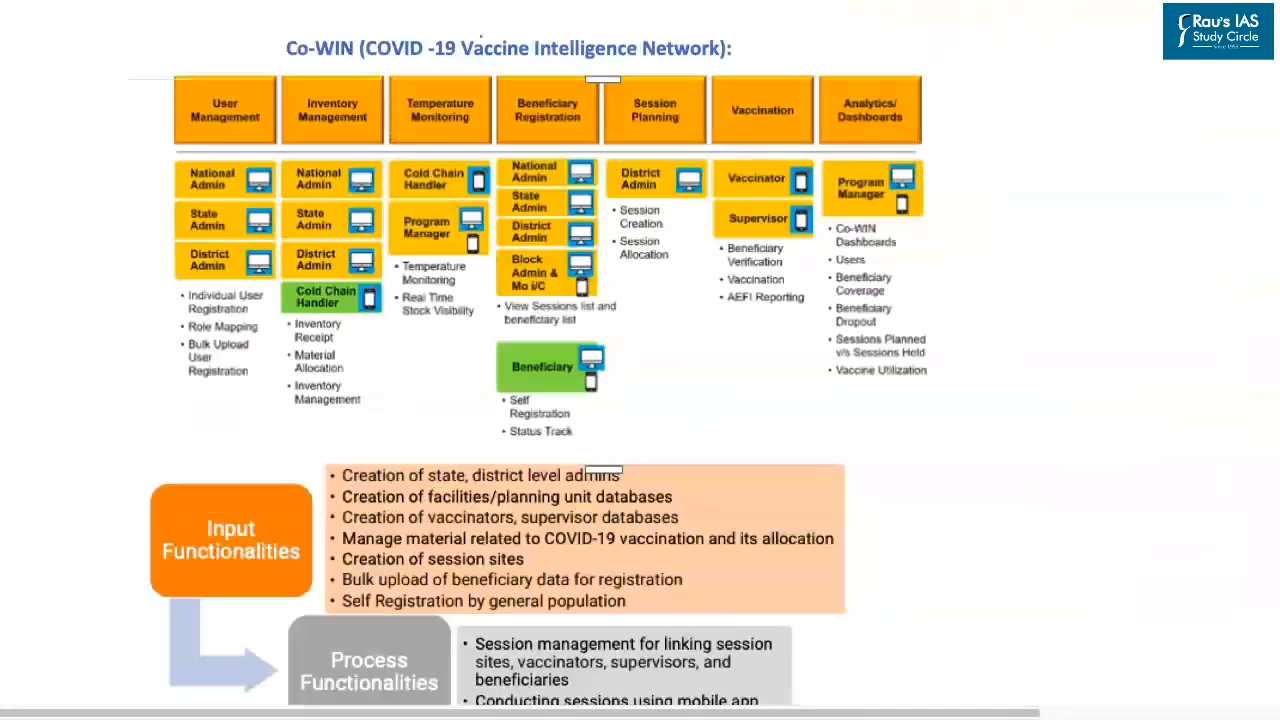 Rau's IAS
Study Circle
Since 1953
Co-WIN (COVID -19 Vaccine Intelligence Network):
User
Management
Inventory
Management
Temperature
Monitoring
Beneficiary
Registration
Session
Planning
Vaccination
Analytics/
Dashboards
National
Admin
State
Admin
District
Admin
• Individual User
Registration
• Role Mapping
• Bulk Upload
User
Registration
National
Admin
State
Admin
District
Admin
Cold Chain
Handler
• Inventory
Receipt
• Material
Allocation
• Inventory
Management
Cold Chain
Handler
Program
Manager
• Temperature
Monitoring
• Real Time
Stock Visibility
National
Admin
State
Admin
District
Admin
Block
Admin &
Mo i/C
• View Sessions list and
beneficiary list
Beneficiary
• Self
Registration
• Status Track
District
Admin
• Session
Creation
• Session
Allocation
Vaccinator
Supervisor
• Beneficiary
Verification
• Vaccination
• AEFI Reporting
Program
Manager
• Co-WIN
Dashboards
• Users
• Beneficiary
Coverage
• Beneficiary
Dropout
• Sessions Planned
v/s Sessions Held
• Vaccine Utilization
Input
Functionalities
• Creation of state, district level admins
• Creation of facilities/planning unit databases
• Creation of vaccinators, supervisor databases
• Manage material related to COVID-19 vaccination and its allocation
• Creation of session sites
• Bulk upload of beneficiary data for registration
• Self Registration by general population
Process
Functionalities
• Session management for linking session
sites, vaccinators, supervisors, and
beneficiaries
• Conducting sessions using mobile app